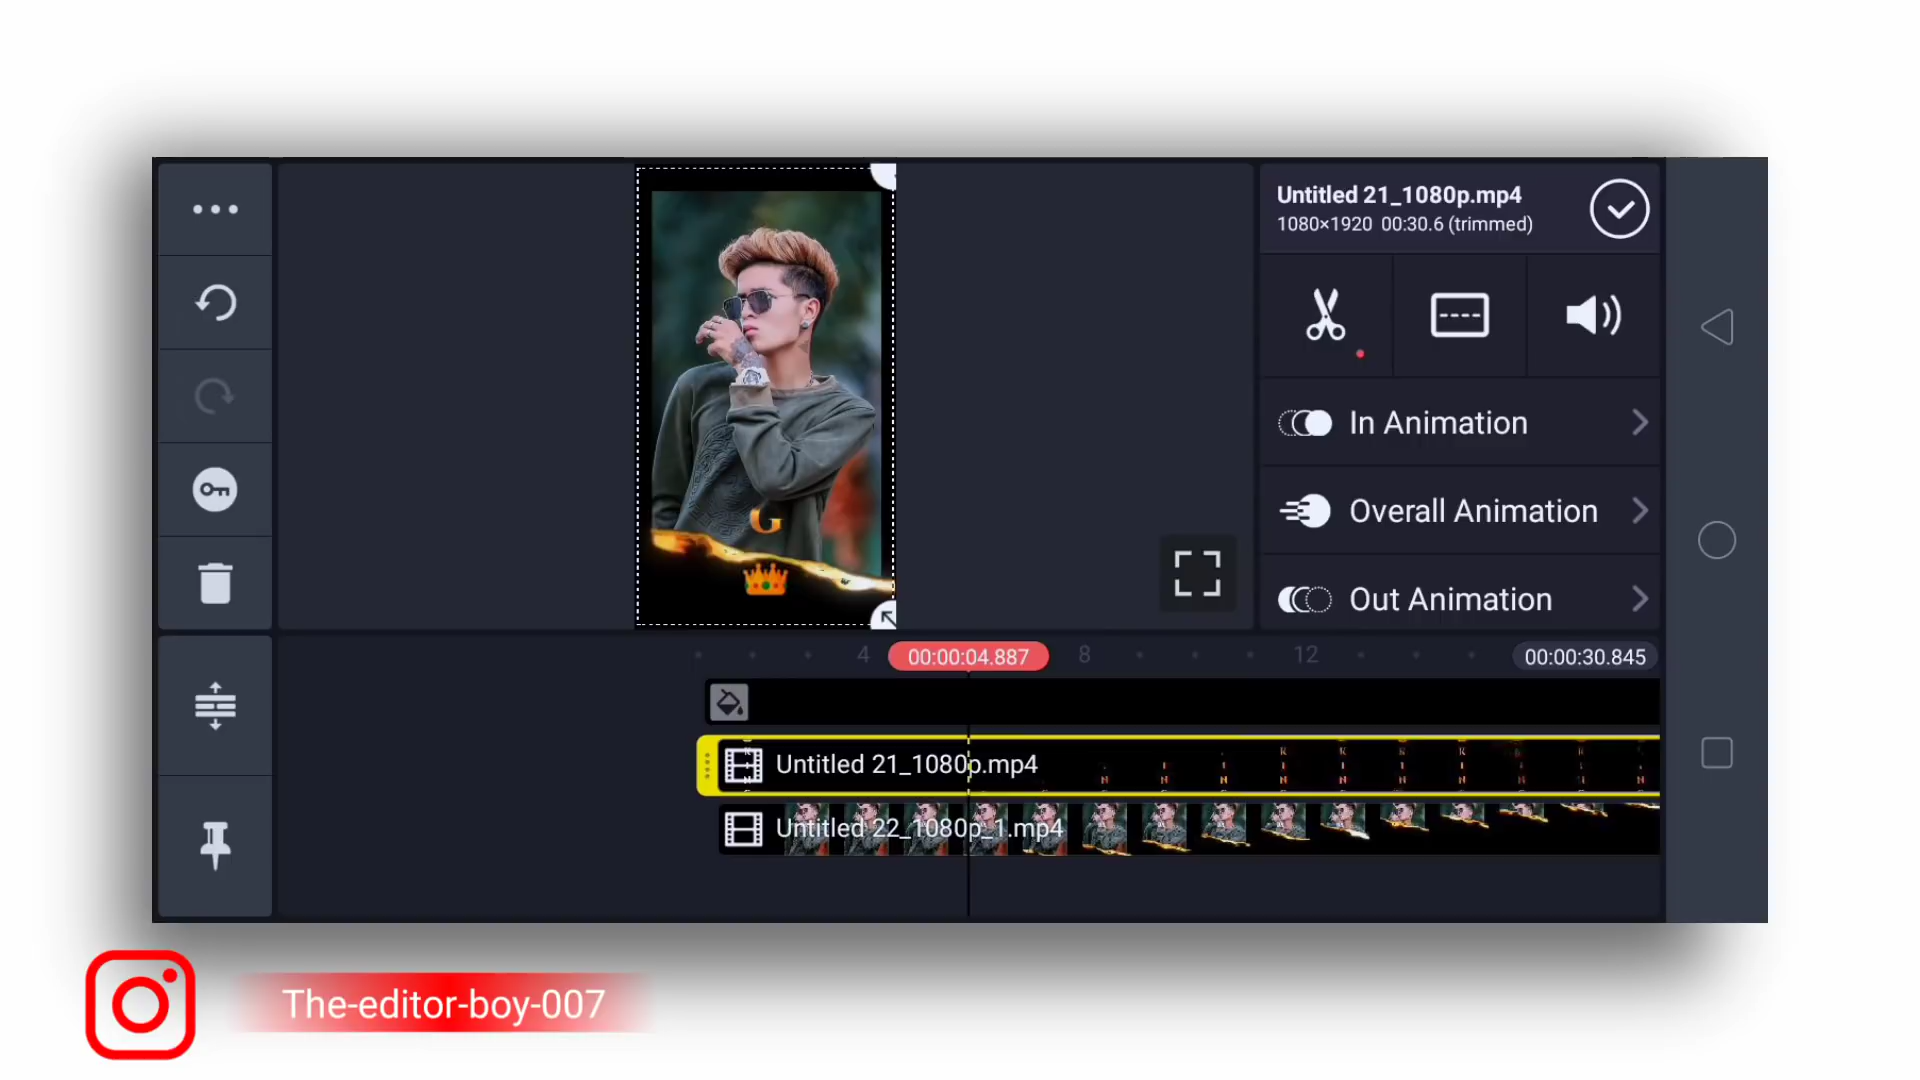 Untitled 21_1080p.mp4
1080×1920 00:30.6 (trimmed)
In Animation
Overall Animation
Out Animation
G
4
00:00:04.887
8
12
00:00:30.845
Untitled 21_1080p.mp4
Untitled 22_1080p_1.mp4
The-editor-boy-007